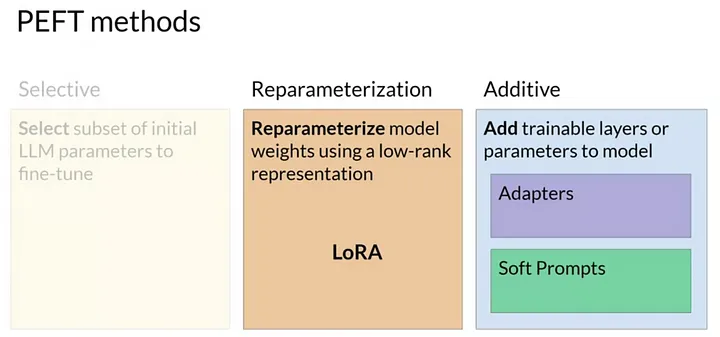 PEFT methods
Selective
Select subset of initial
LLM parameters to
fine-tune
Reparameterization
Reparameterize model
weights using a low-rank
representation
LoRA
Additive
Add trainable layers or
parameters to model
Adapters
Soft Prompts